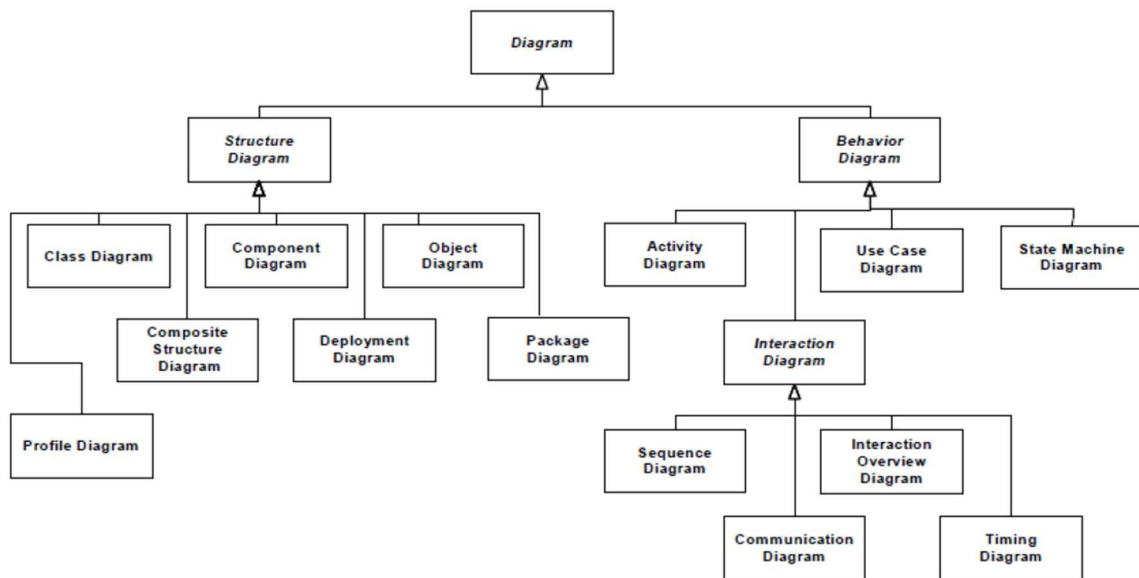 Diagram
Structure
Diagram
Behavior
Diagram
Class Diagram
Component
Diagram
Object
Diagram
Activity
Diagram
Use Case
Diagram
State Machine
Diagram
Composite
Structure
Diagram
Deployment
Diagram
Package
Diagram
Interaction
Diagram
Profile Diagram
Sequence
Diagram
Interaction
Overview
Diagram
Communication
Diagram
Timing
Diagram